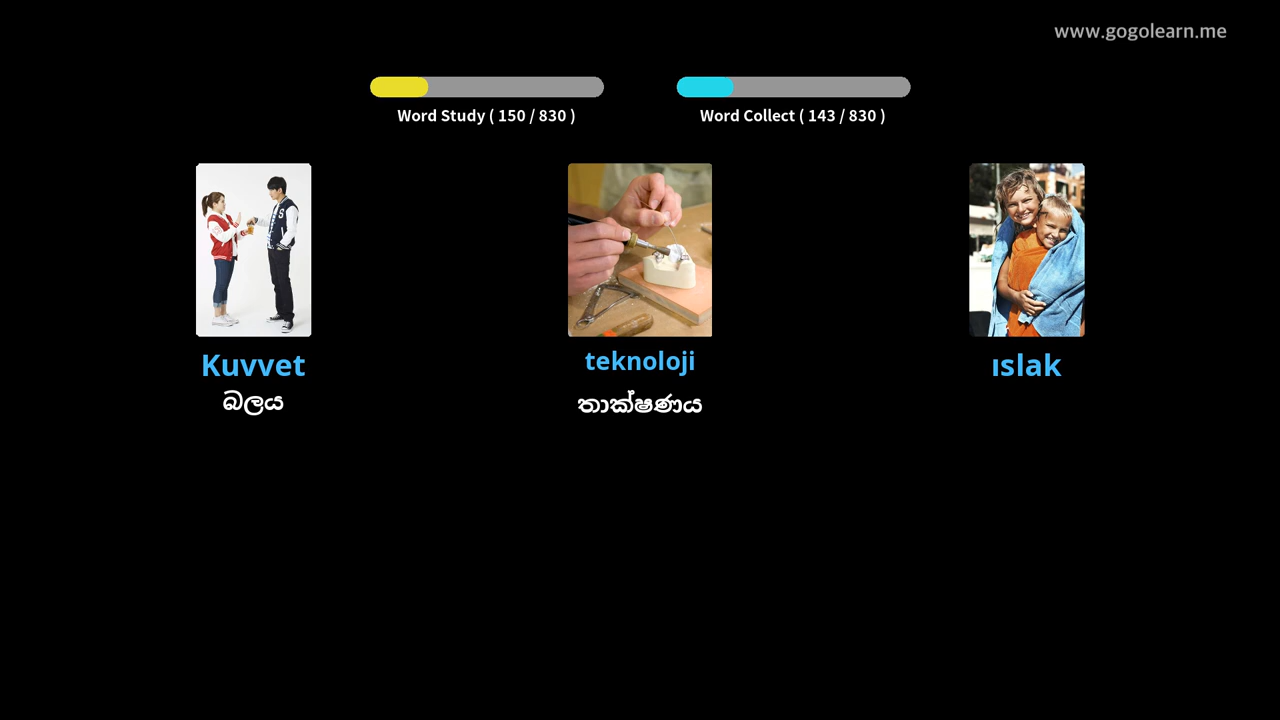 www.gogolearn.me
Word Study ( 150 / 830 )
Word Collect ( 143 / 830 )
Kuvvet
බලය
teknoloji
තාක්ෂණය
ıslak